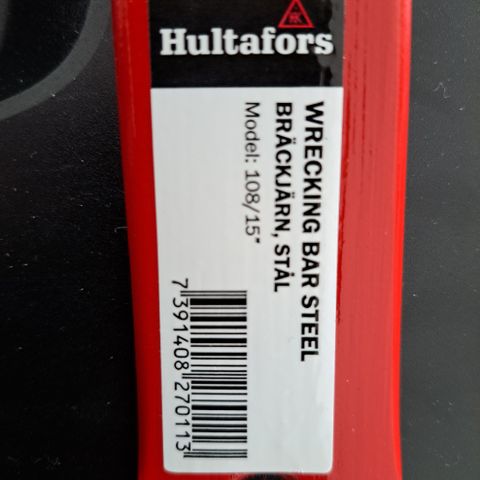 Hultafors
WRECKING BAR STEEL
BRÄCKJÄRN, STÅL
Model: 108/15"
7 391408 270113